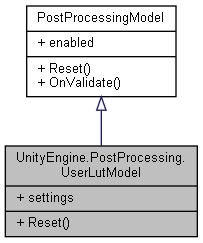 PostProcessingModel
+ enabled
+ Reset()
+ OnValidate()
UnityEngine.PostProcessing.
UserLutModel
+ settings
+ Reset()